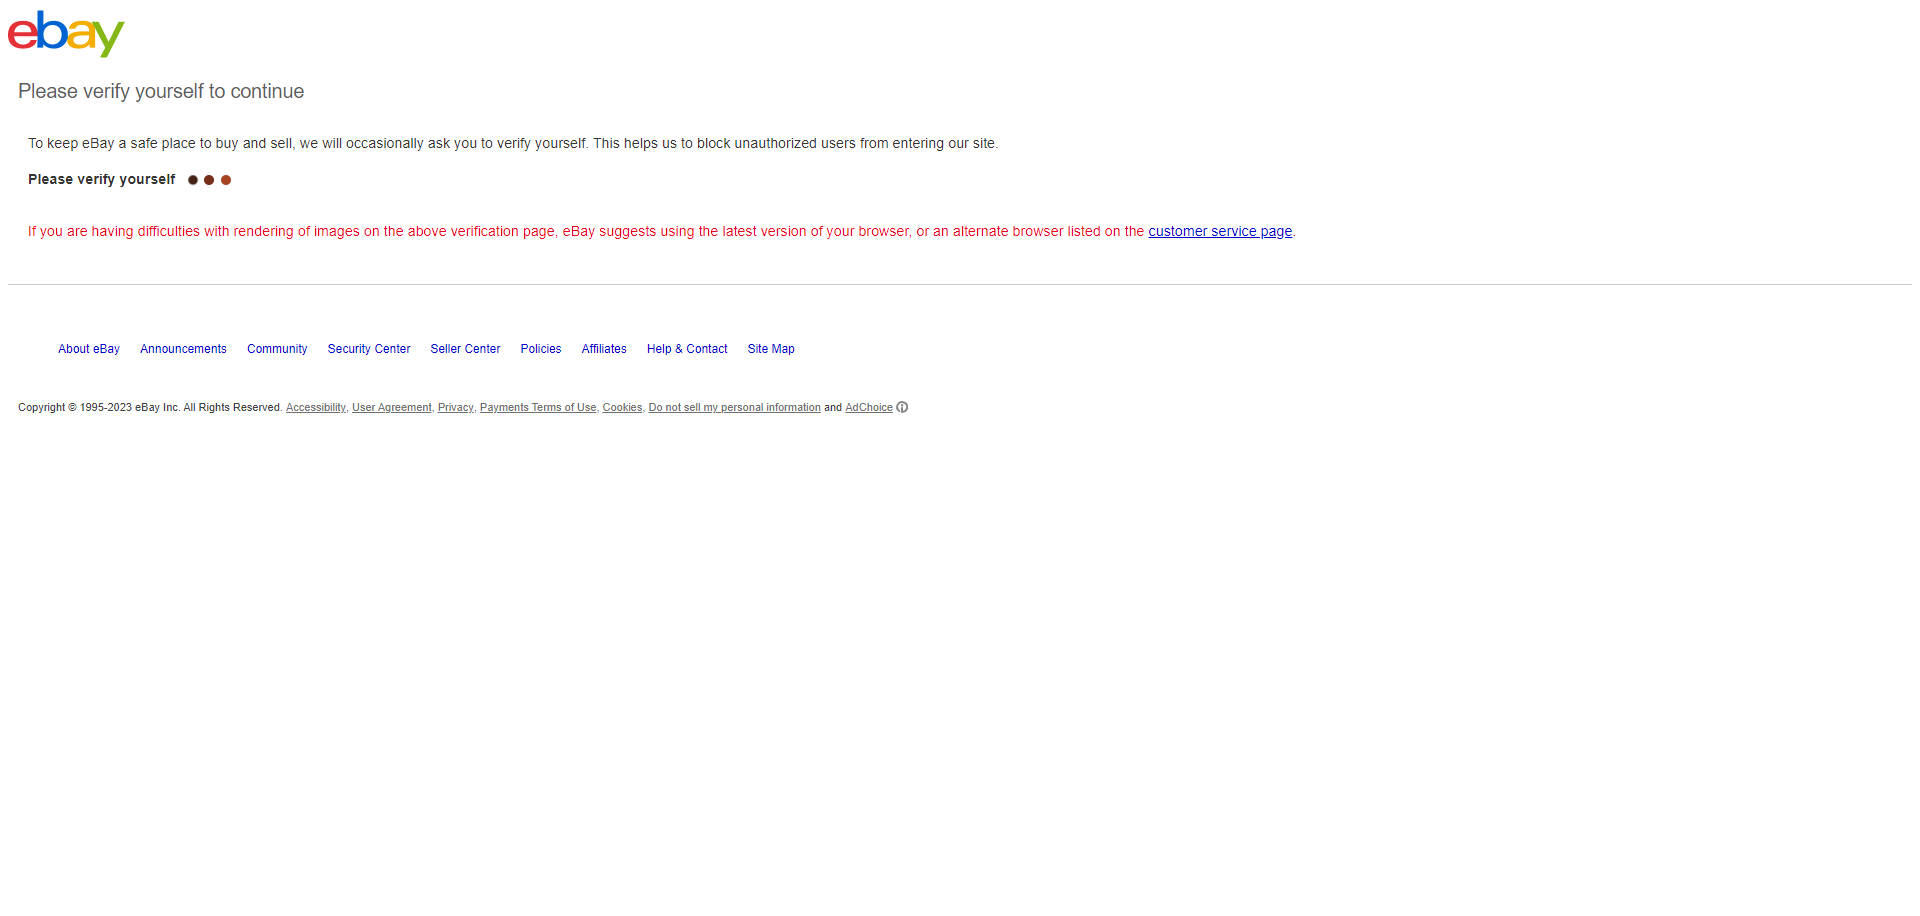 ebay
Please verify yourself to continue
To keep eBay a safe place to buy and sell, we will occasionally ask you to verify yourself. This helps us to block unauthorized users from entering our site.
Please verify yourself
If you are having difficulties with rendering of images on the above verification page, eBay suggests using the latest version of your browser, or an alternate browser listed on the customer service page.
About eBay Announcements Community Security Center Seller Center Policies Affiliates Help & Contact Site Map
Copyright © 1995-2023 eBay Inc. All Rights Reserved. Accessibility, User Agreement, Privacy, Payments Terms of Use, Cookies, Do not sell my personal information and AdChoice